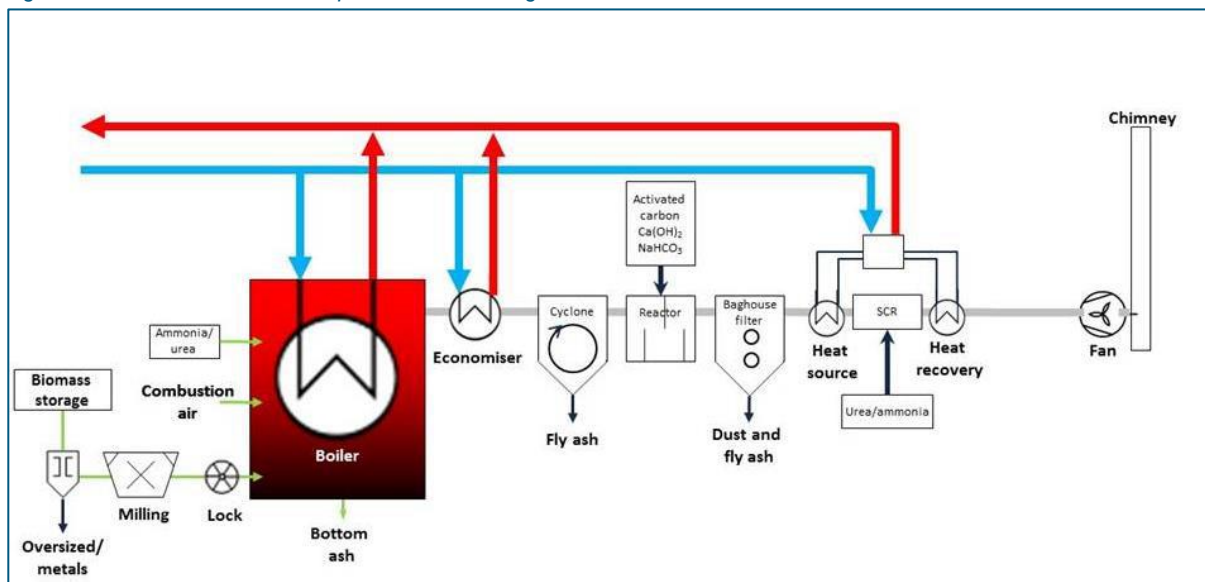 Chimney
Activated
carbon
Ca(OH)₂
NaHCO₃
Ammonia/
urea
Combustion
air
Biomass
storage
Boiler
Economiser
Cyclone
Reactor
Baghouse
filter
Heat
source
SCR
Heat
recovery
Fan
Urea/ammonia
Fly ash
Dust and
fly ash
Milling
Lock
Bottom
ash
Oversized/
metals